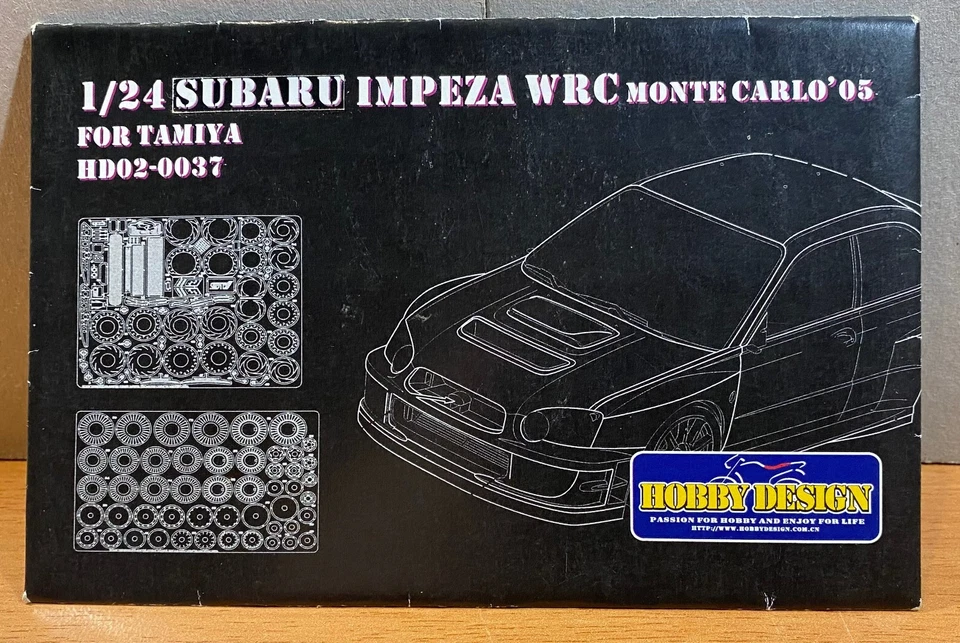 1/24 SUBARU IMPEZA WRC MONTE CARLO'05
FOR TAMIYA
HD02-0037
HOBBY DESIGN
PASSION FOR HOBBY AND ENJOY FOR LIFE
HTTP://WWW.HOBBYDESIGN.COM.CN